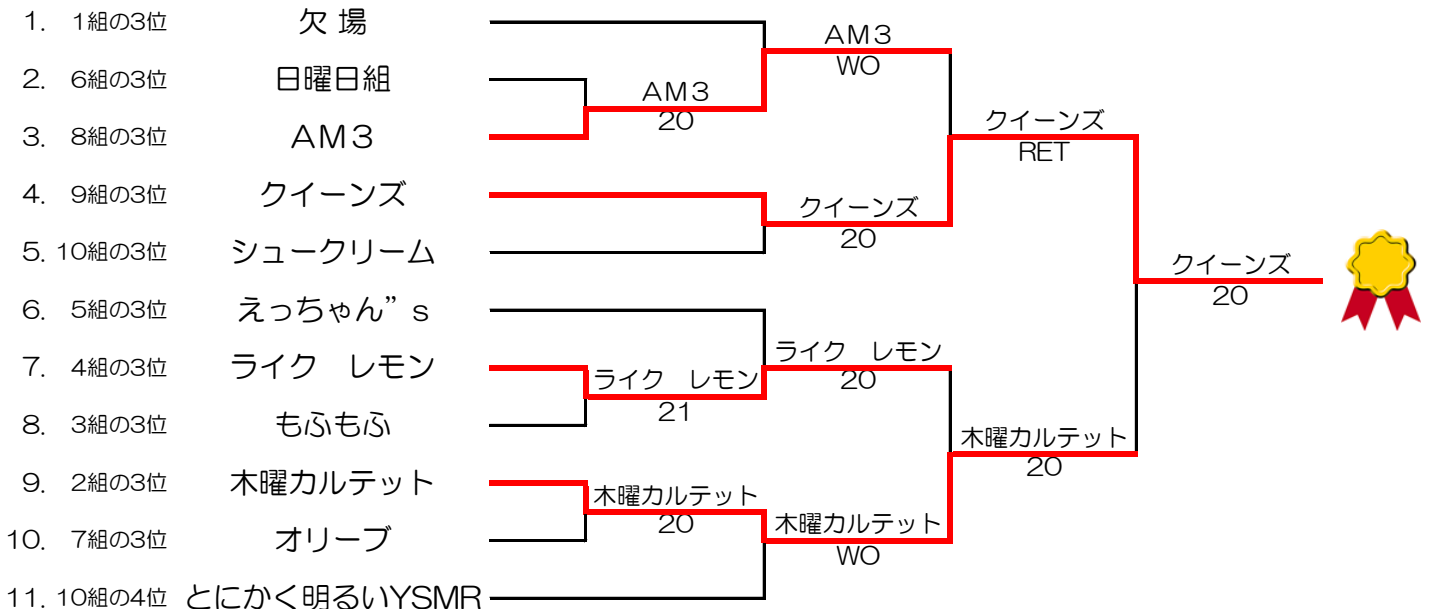 1. 1組の3位 欠 場
2. 6組の3位 日曜日組
3. 8組の3位 AM3
4. 9組の3位 クイーンズ
5. 10組の3位 シュークリーム
6. 5組の3位 えっちゃん”s
7. 4組の3位 ライク　レモン
8. 3組の3位 もふもふ
9. 2組の3位 木曜カルテット
10. 7組の3位 オリーブ
11. 10組の4位 とにかく明るいYSMR
AM3
20
ライク　レモン
21
木曜カルテット
20
AM3
WO
クイーンズ
20
ライク　レモン
20
木曜カルテット
WO
クイーンズ
RET
木曜カルテット
20
クイーンズ
20